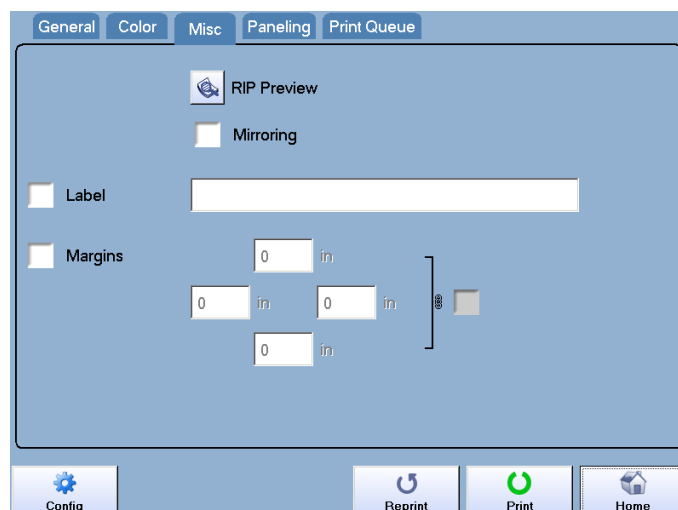 General Color Misc Paneling Print Queue
RIP Preview
Mirroring
Label
Margins
0 in
0 in 0 in
0 in
Config Reprint Print Home